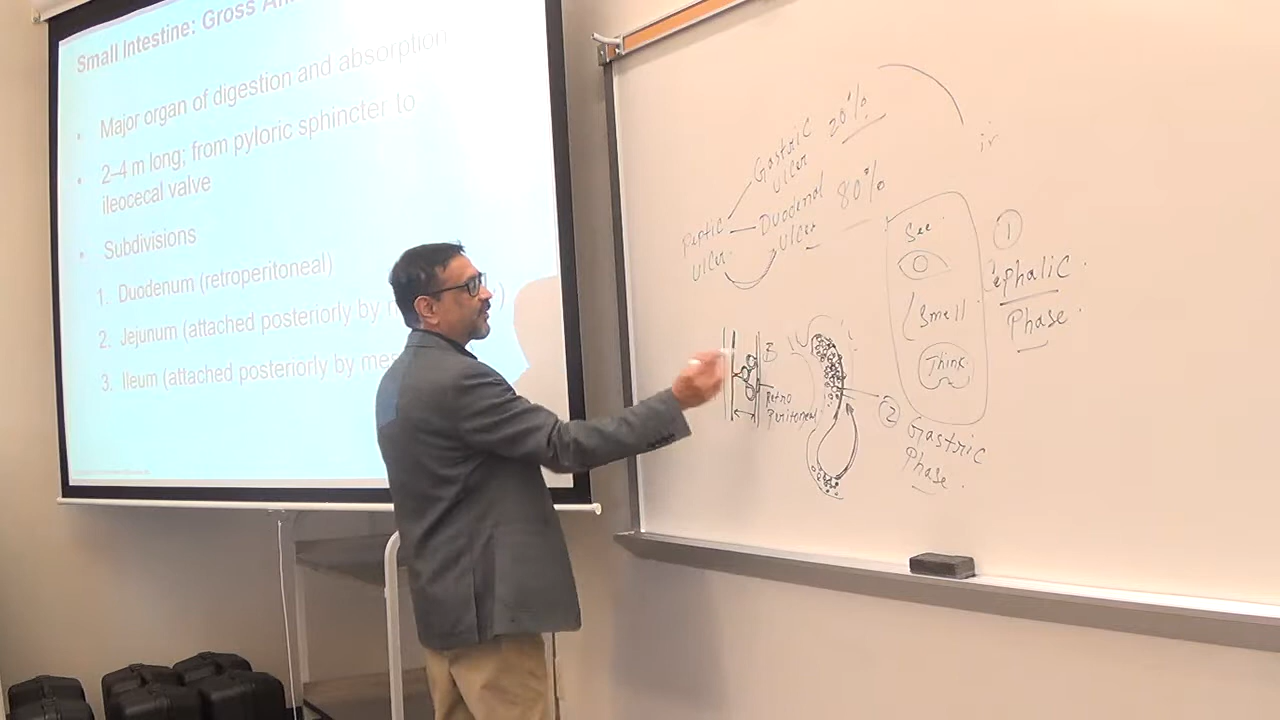 Small Intestine: Gross
Major organ of digestion and absorption
2–4 m long; from pyloric sphincter to
ileocecal valve
Subdivisions
1. Duodenum (retroperitoneal)
2. Jejunum (attached posteriorly by
3. Ileum (attached posteriorly by
Peptic
Ulcer
Gastric 20%
Ulcer
Duodenal 80%
Ulcer
See
Smell
Think
1
Cephalic
Phase
B
Retro
Peritoneal
2
Gastric
Phase